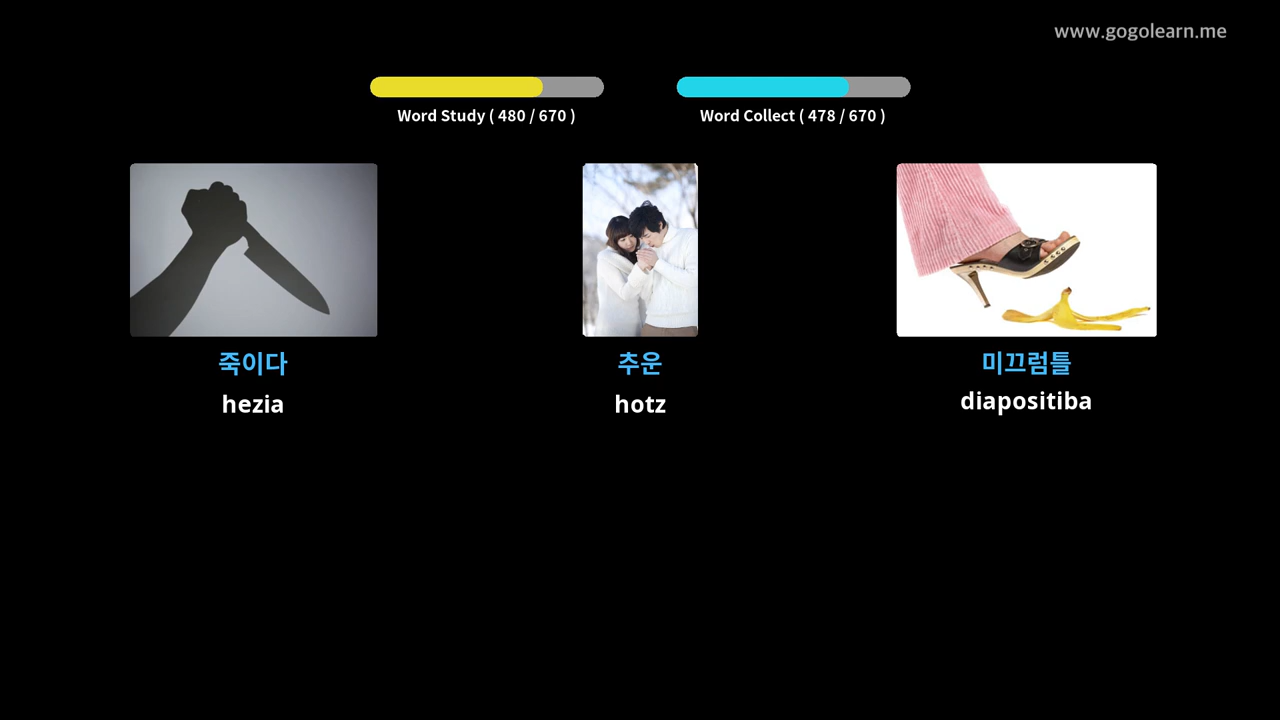 www.gogolearn.me
Word Study ( 480 / 670 )
Word Collect ( 478 / 670 )
죽이다
추운
미끄럼틀
hezia
hotz
diapositiba